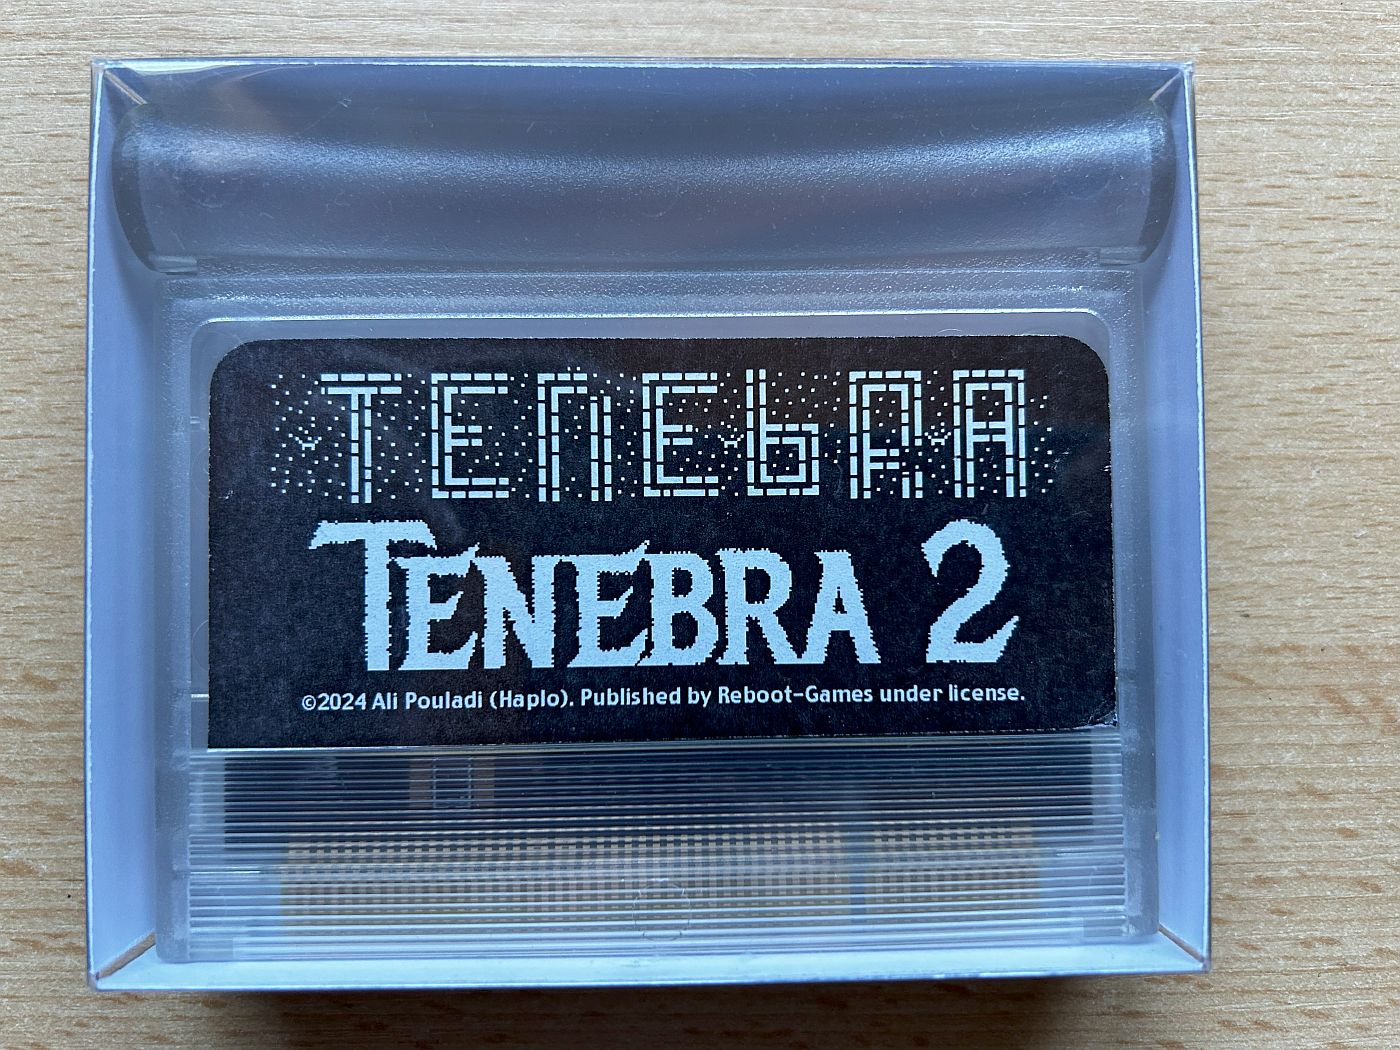 TENEbRA
TENEBRA 2
©2024 Ali Pouladi (Haplo). Published by Reboot-Games under license.